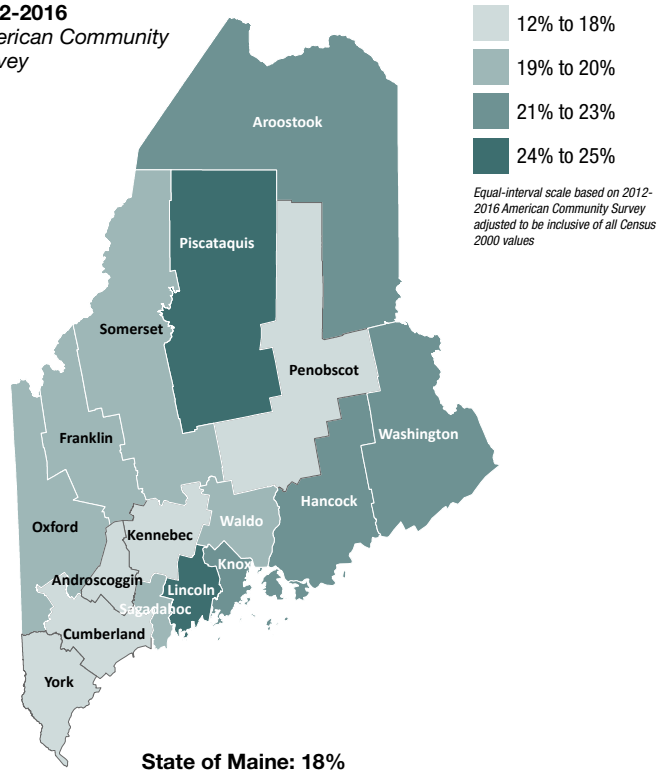 2-2016
erican Community
vey
12% to 18%
19% to 20%
21% to 23%
24% to 25%
Equal-interval scale based on 2012-
2016 American Community Survey
adjusted to be inclusive of all Census
2000 values
Aroostook
Piscataquis
Somerset
Penobscot
Franklin
Washington
Hancock
Oxford
Kennebec
Waldo
Knox
Androscoggin
Lincoln
Sagadahoc
Cumberland
York
State of Maine: 18%